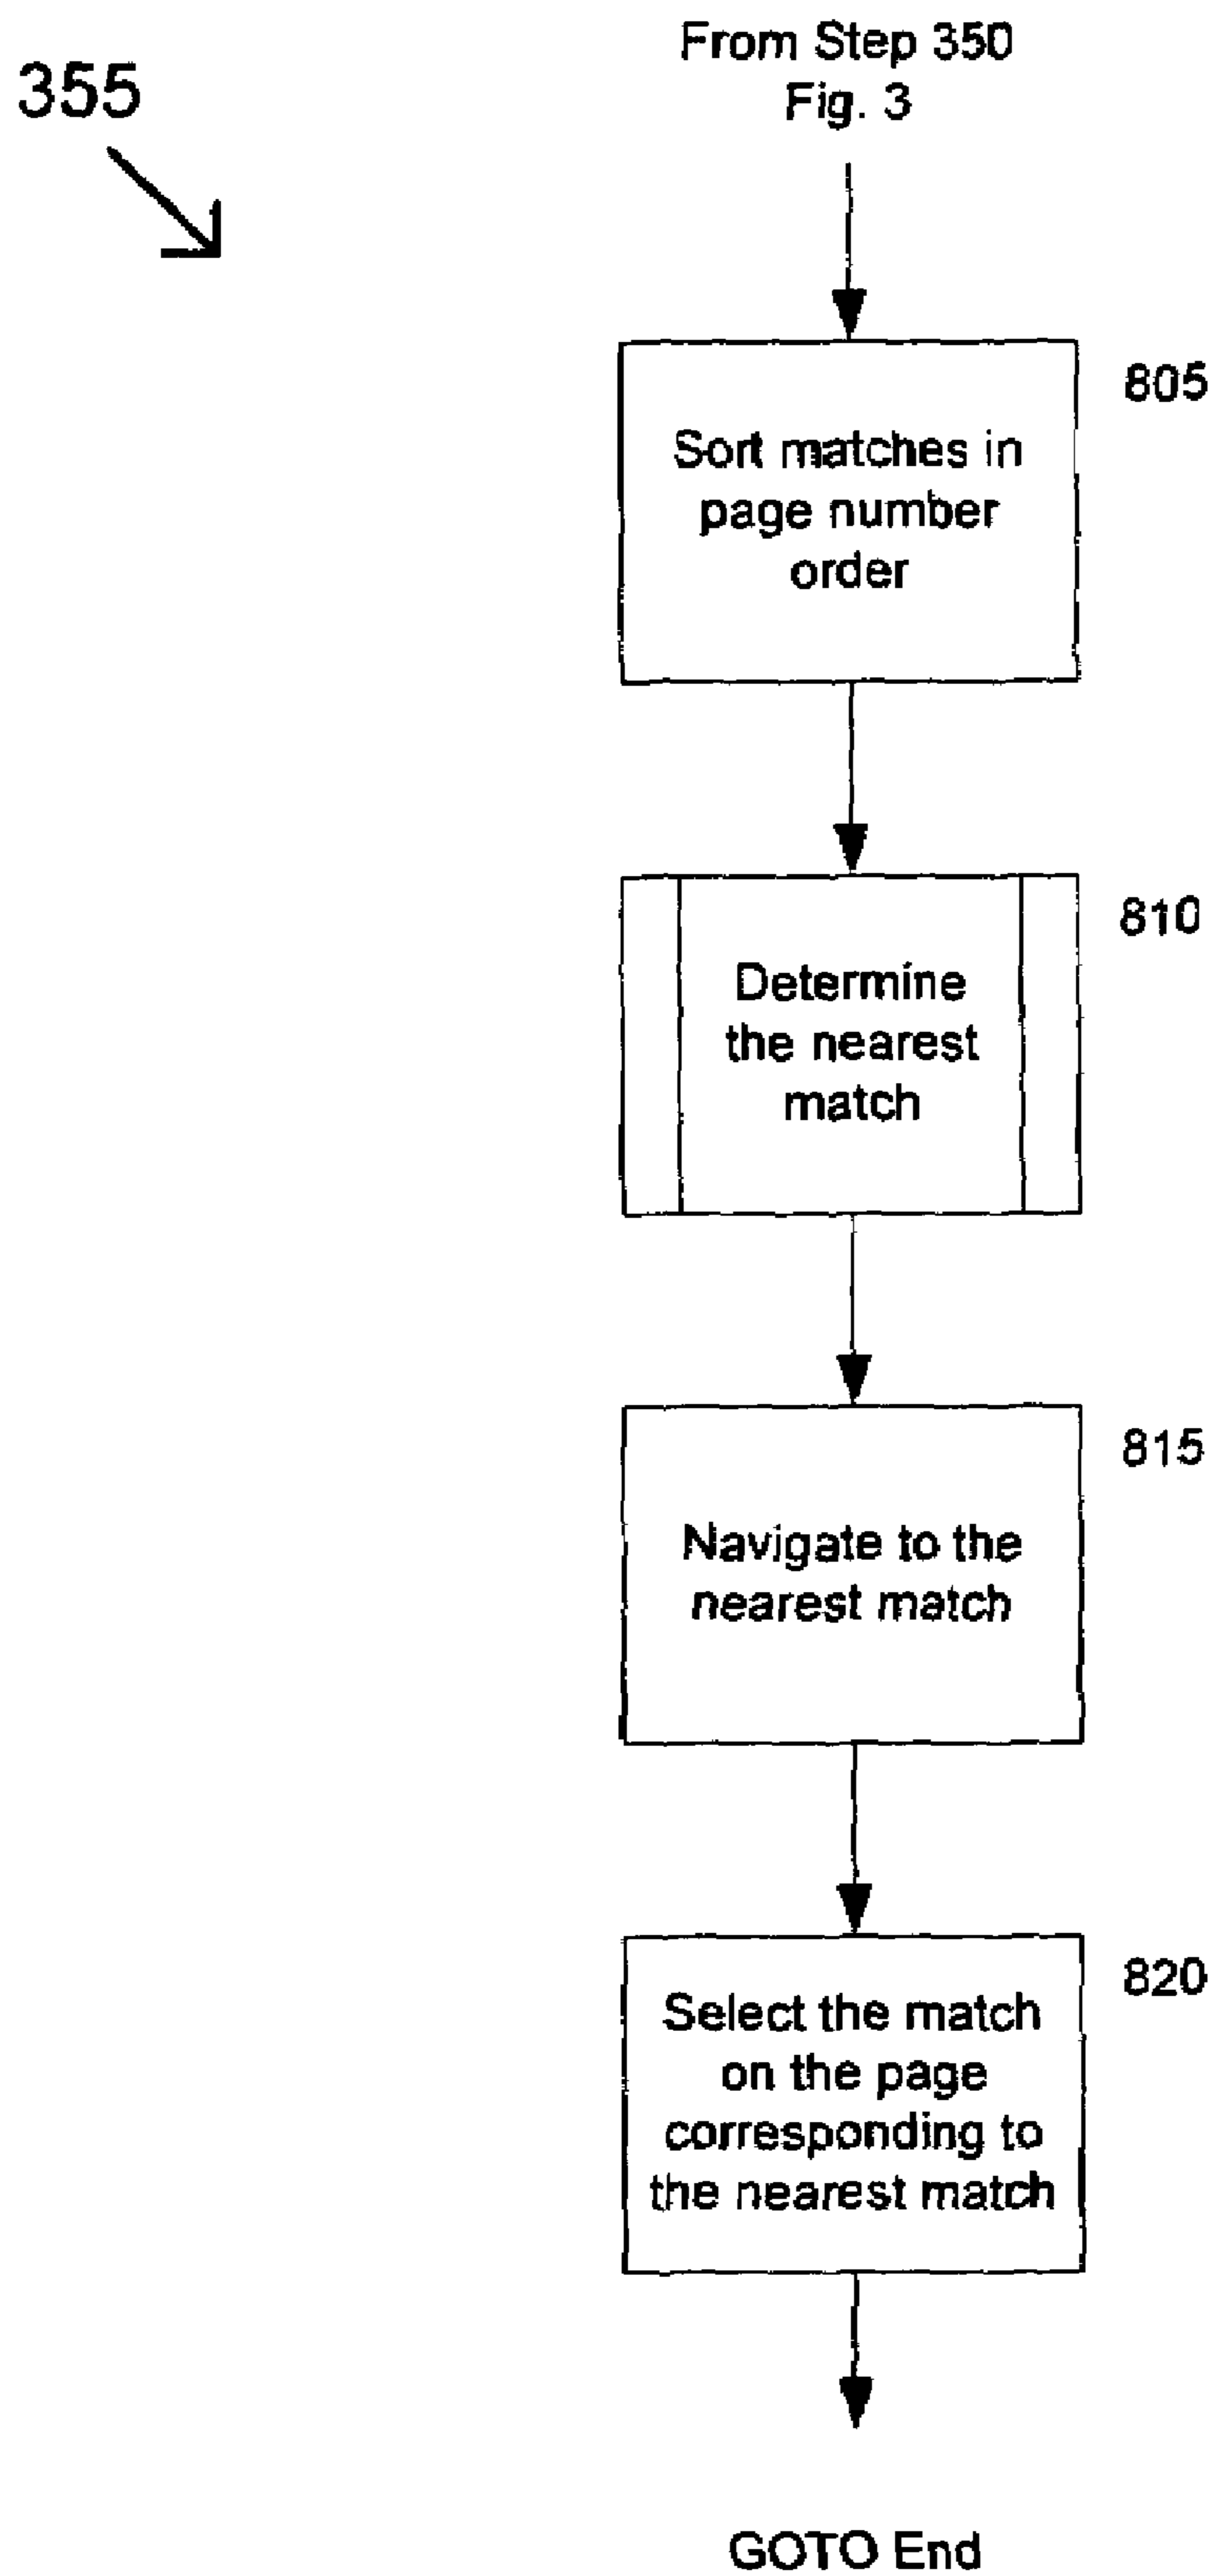 355
From Step 350
Fig. 3
805
Sort matches in
page number
order
810
Determine
the nearest
match
815
Navigate to the
nearest match
820
Select the match
on the page
corresponding to
the nearest match
GOTO End